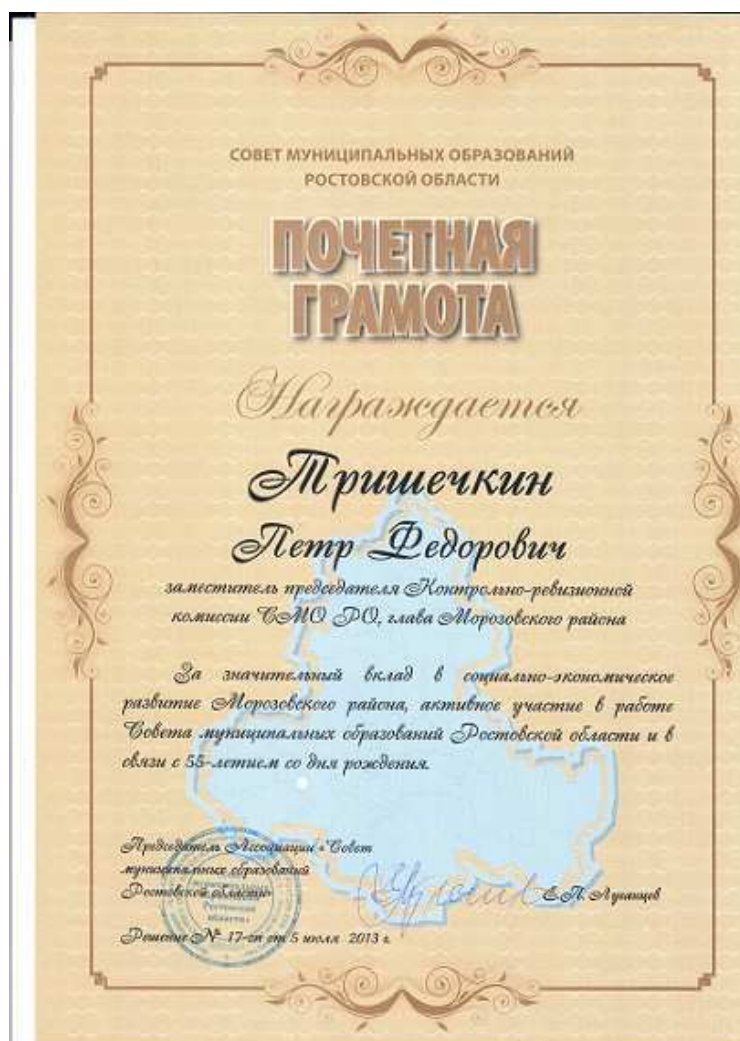 СОВЕТ МУНИЦИПАЛЬНЫХ ОБРАЗОВАНИЙ
РОСТОВСКОЙ ОБЛАСТИ
ПОЧЕТНАЯ
ГРАМОТА
Награждается
Тришечкин
Петр Федорович
заместитель председателя Контрольно-ревизионной
комиссии СМО РО, глава Морозовского района
За значительный вклад в социально-экономическое
развитие Морозовского района, активное участие в работе
Совета муниципальных образований Ростовской области и в
связи с 55-летием со дня рождения.
Председатель Ассоциации «Совет
муниципальных образований
Ростовской области»
Е.П. Луганцев
Решение № 17-сп от 5 июля 2013 г.